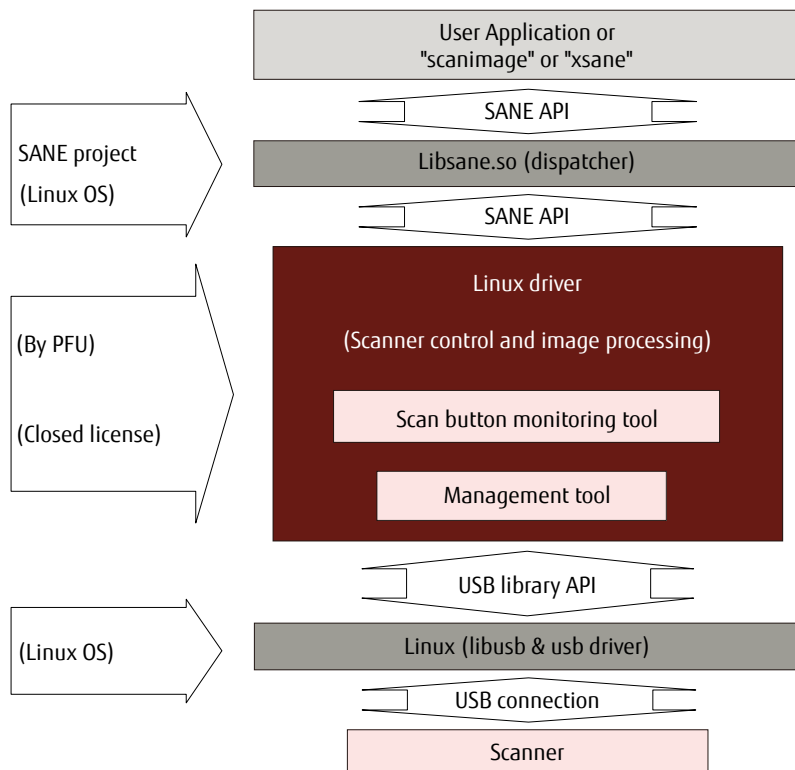 User Application or
"scanimage" or "xsane"
SANE API
SANE project
(Linux OS)
Libsane.so (dispatcher)
SANE API
Linux driver
(Scanner control and image processing)
(By PFU)
(Closed license)
Scan button monitoring tool
Management tool
USB library API
(Linux OS)
Linux (libusb & usb driver)
USB connection
Scanner